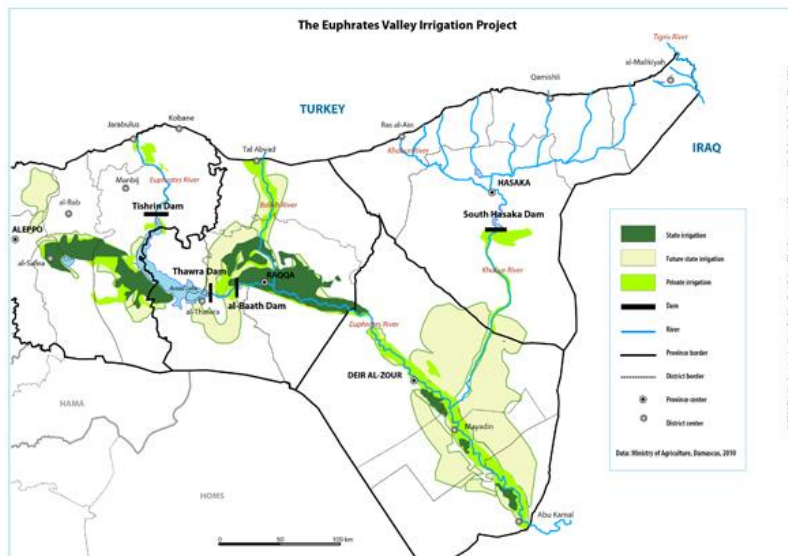 The Euphrates Valley Irrigation Project
Tigris River
al-Malikiyah
Qamishli
TURKEY
Kobane
Jarabulus
Ras al-Ain
IRAQ
Tal Abyad
Khabur River
Euphrates River
Manbij
HASAKA
al-Bab
Balikh River
Tishrin Dam
South Hasaka Dam
ALEPPO
al-Safira
Thawra Dam
RAQQA
Khabur River
al-Baath Dam
al-Thawra
Euphrates River
DEIR AL-ZOUR
HAMA
Mayadin
HOMS
Abu Kamal
0 50 100 km
State irrigation
Future state irrigation
Private irrigation
Dam
River
Province border
District border
Province center
District center
Data: Ministry of Agriculture, Damascus, 2010